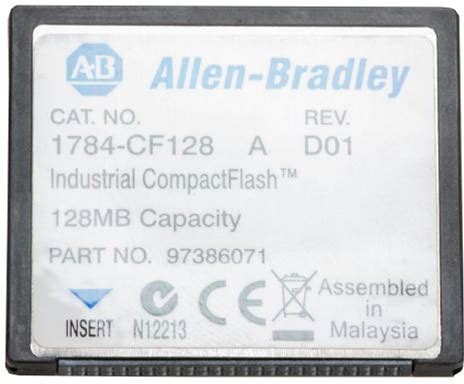 AB Allen-Bradley
CAT. NO. REV.
1784-CF128 A D01
Industrial CompactFlash™
128MB Capacity
PART NO. 97386071
INSERT N12213 CE Assembled in Malaysia